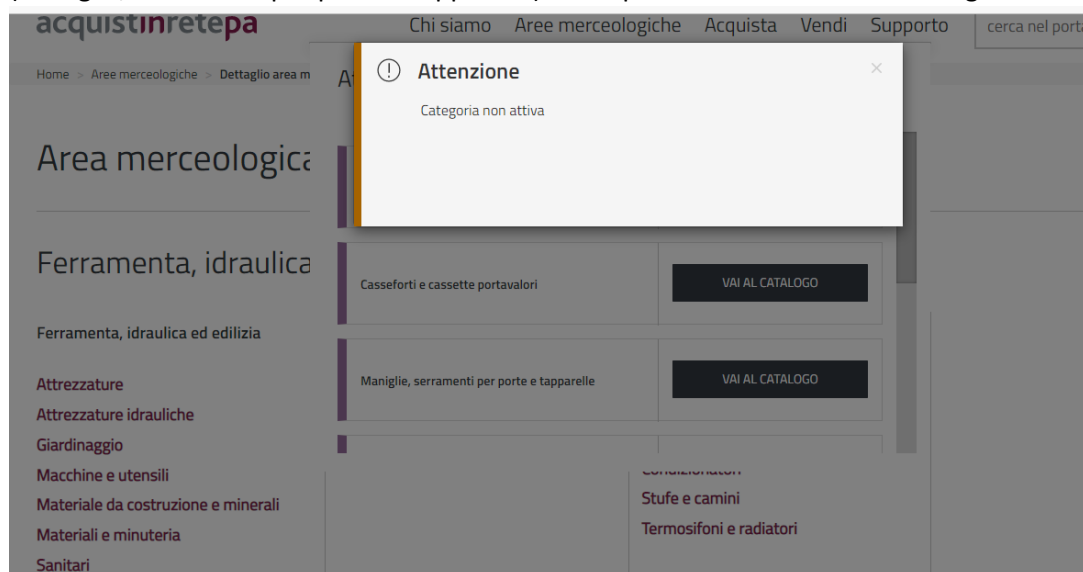 acquistinretepa
Chi siamo Aree merceologiche Acquista Vendi Supporto
cerca nel porta
Home > Aree merceologiche > Dettaglio area m
Attenzione
×
Categoria non attiva
Area merceologica
Ferramenta, idraulica
Casseforti e cassette portavalori
VAI AL CATALOGO
Ferramenta, idraulica ed edilizia
Maniglie, serramenti per porte e tapparelle
VAI AL CATALOGO
Attrezzature
Attrezzature idrauliche
Giardinaggio
Macchine e utensili
Materiale da costruzione e minerali
Materiali e minuteria
Sanitari
Condizionatori
Stufe e camini
Termosifoni e radiatori